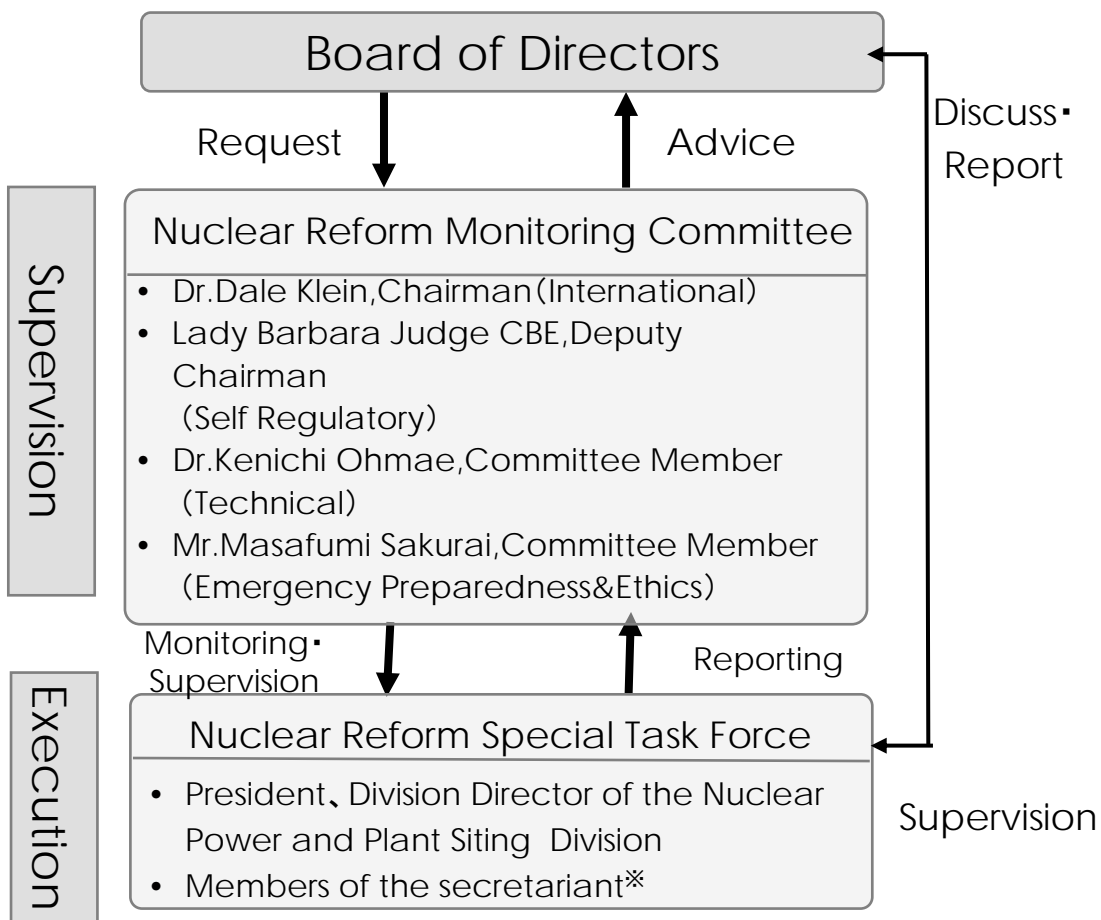 Board of Directors
Request
Advice
Discuss・
Report
Supervision
Nuclear Reform Monitoring Committee
• Dr.Dale Klein,Chairman(International)
• Lady Barbara Judge CBE,Deputy
Chairman
(Self Regulatory)
• Dr.Kenichi Ohmae,Committee Member
(Technical)
• Mr.Masafumi Sakurai,Committee Member
(Emergency Preparedness&Ethics)
Monitoring・
Supervision
Reporting
Execution
Nuclear Reform Special Task Force
• President、Division Director of the Nuclear
Power and Plant Siting Division
• Members of the secretariant※
Supervision